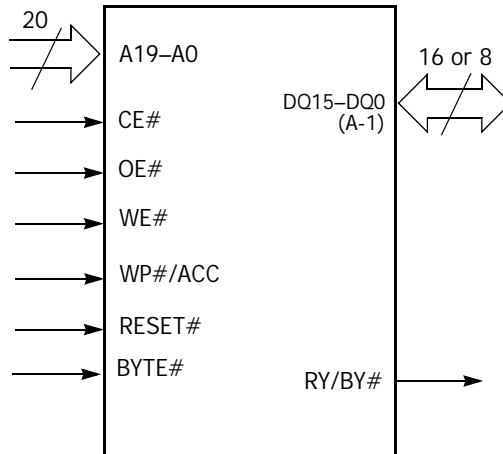 20
A19–A0
16 or 8
DQ15–DQ0
(A-1)
CE#
OE#
WE#
WP#/ACC
RESET#
BYTE#
RY/BY#